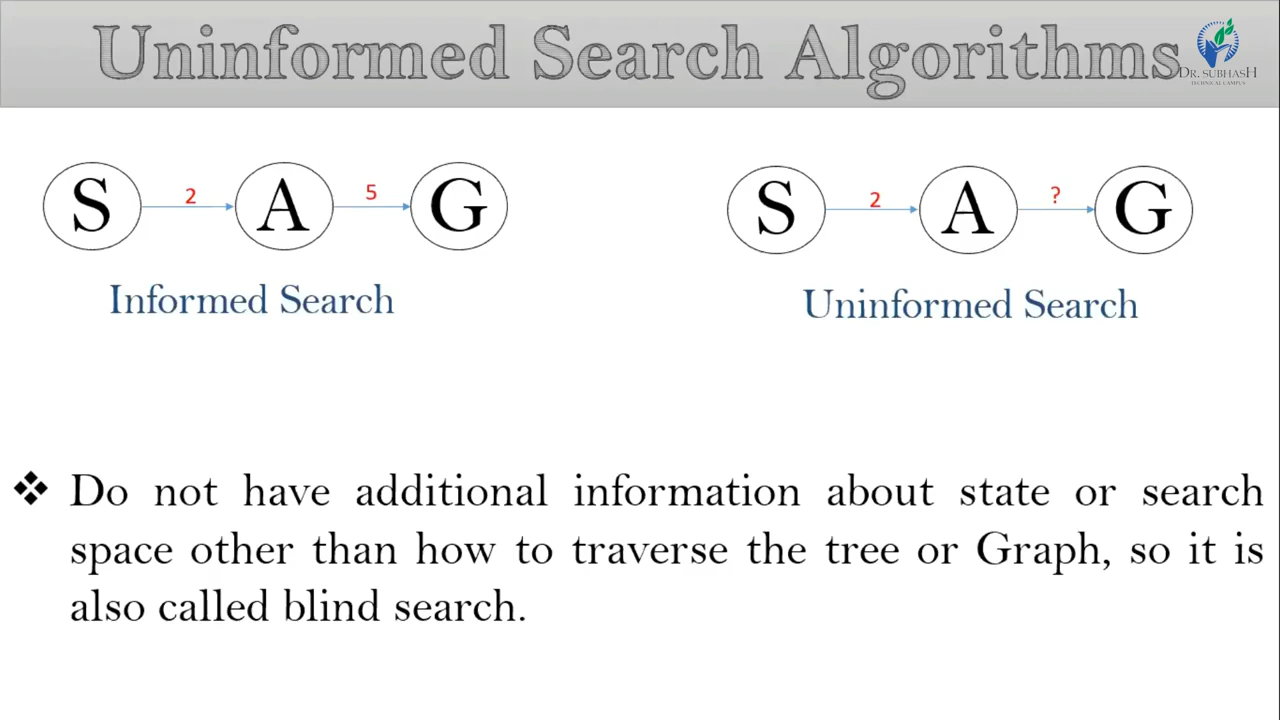 Uninformed Search Algorithms
DR. SUBHASH
TECHNICAL CAMPUS
S 2 A 5 G
S 2 A ? G
Informed Search
Uninformed Search
❖ Do not have additional information about state or search
space other than how to traverse the tree or Graph, so it is
also called blind search.